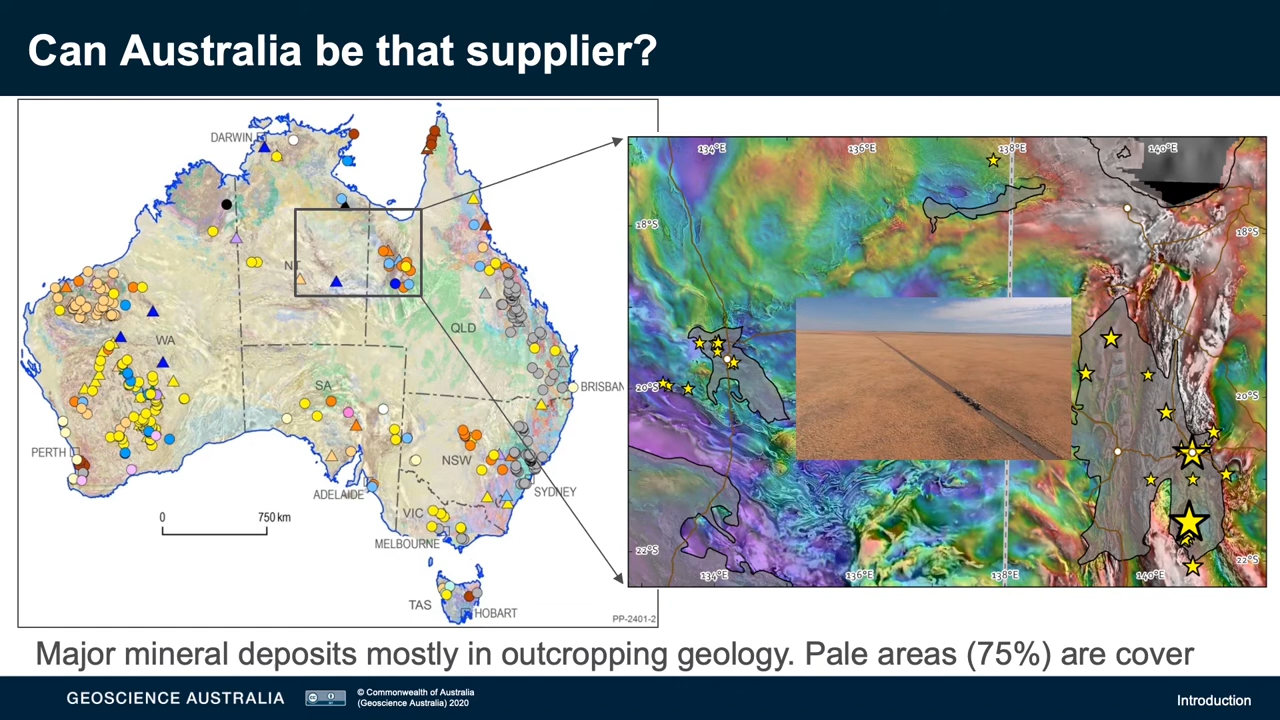 Can Australia be that supplier?
DARWIN
NT
WA
QLD
SA
BRISBAN
PERTH
NSW
ADELAIDE
SYDNEY
VIC
MELBOURNE
TAS
HOBART
0 750 km
PP-2401-2
134°E 136°E 138°E 140°E
18°S 18°S
20°S 20°S
22°S 22°S
134°E 136°E 138°E 140°E
Major mineral deposits mostly in outcropping geology. Pale areas (75%) are cover
GEOSCIENCE AUSTRALIA
© Commonwealth of Australia
(Geoscience Australia) 2020
Introduction